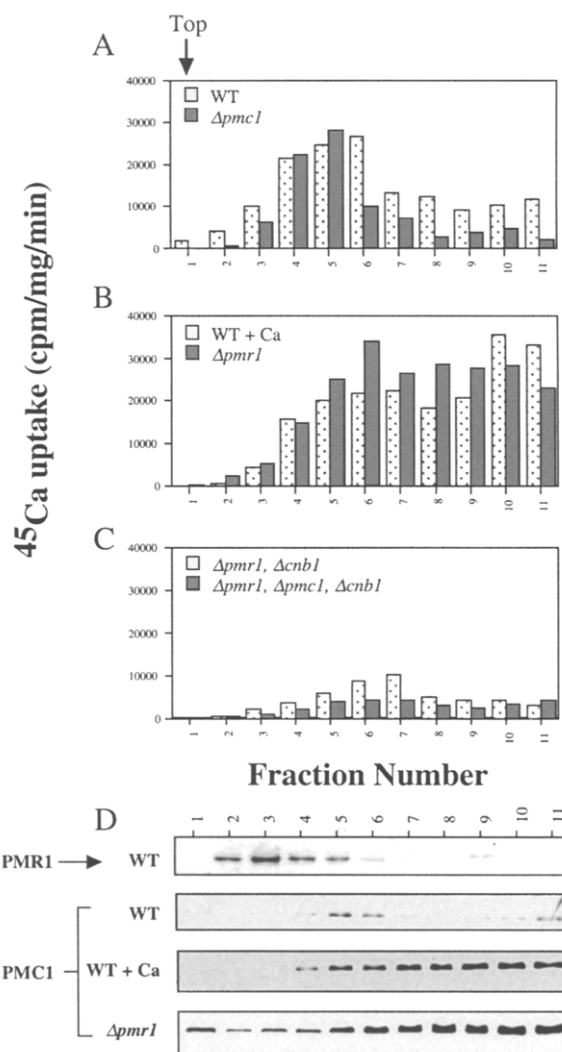 Top
A
40000
30000
20000
10000
0
WT
Δpmc1
1 2 3 4 5 6 7 8 9 10 11
B
40000
30000
20000
10000
0
WT + Ca
Δpmr1
1 2 3 4 5 6 7 8 9 10 11
C
40000
30000
20000
10000
0
Δpmr1, Δcnb1
Δpmr1, Δpmc1, Δcnb1
1 2 3 4 5 6 7 8 9 10 11
45Ca uptake (cpm/mg/min)
Fraction Number
D
1 2 3 4 5 6 7 8 9 10 11
PMR1 WT
WT
PMC1 WT + Ca
Δpmr1